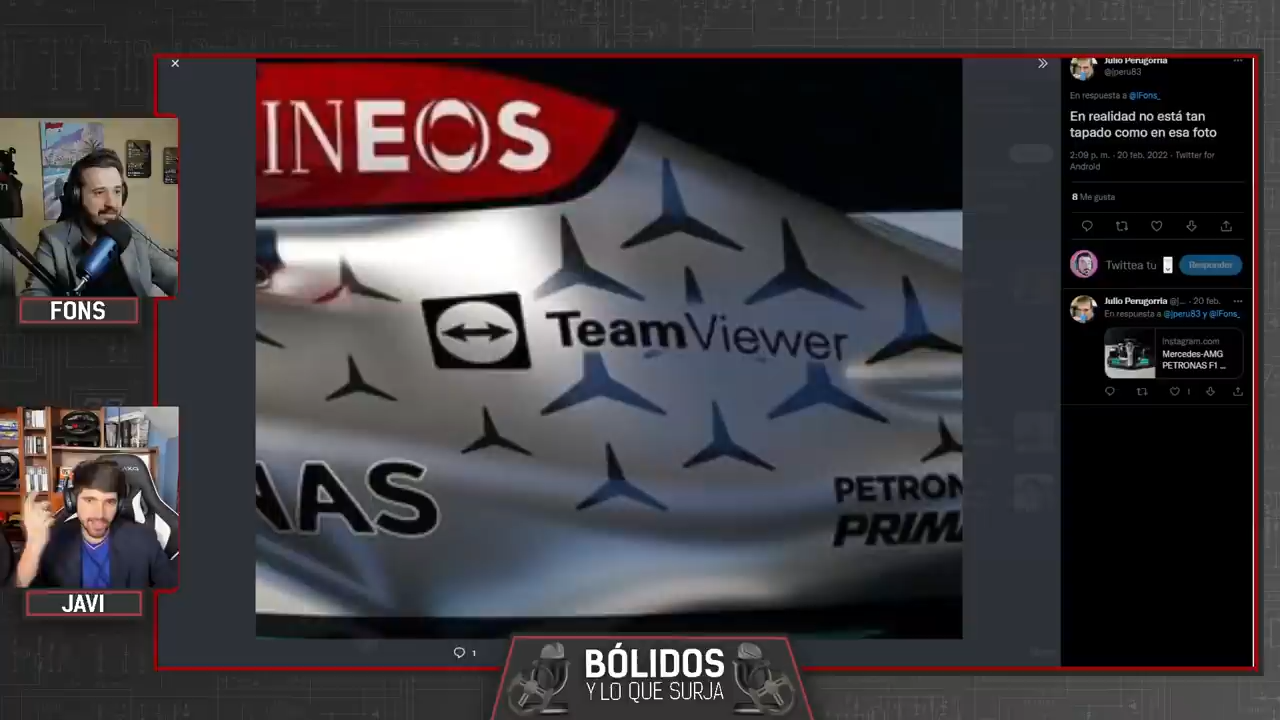 INEOS
TeamViewer
AAS
PETRON
PRIM
Julio Perugorria
@jperu83
En respuesta a @lFons_
En realidad no está tan
tapado como en esa foto
2:09 p. m. · 20 feb. 2022 · Twitter for
Android
8 Me gusta
Twittea tu
Responder
Julio Perugorria @j... · 20 feb.
En respuesta a @jperu83 y @lFons_
instagram.com
Mercedes-AMG
PETRONAS F1 ...
1
1
FONS
JAVI
BÓLIDOS
Y LO QUE SURJA